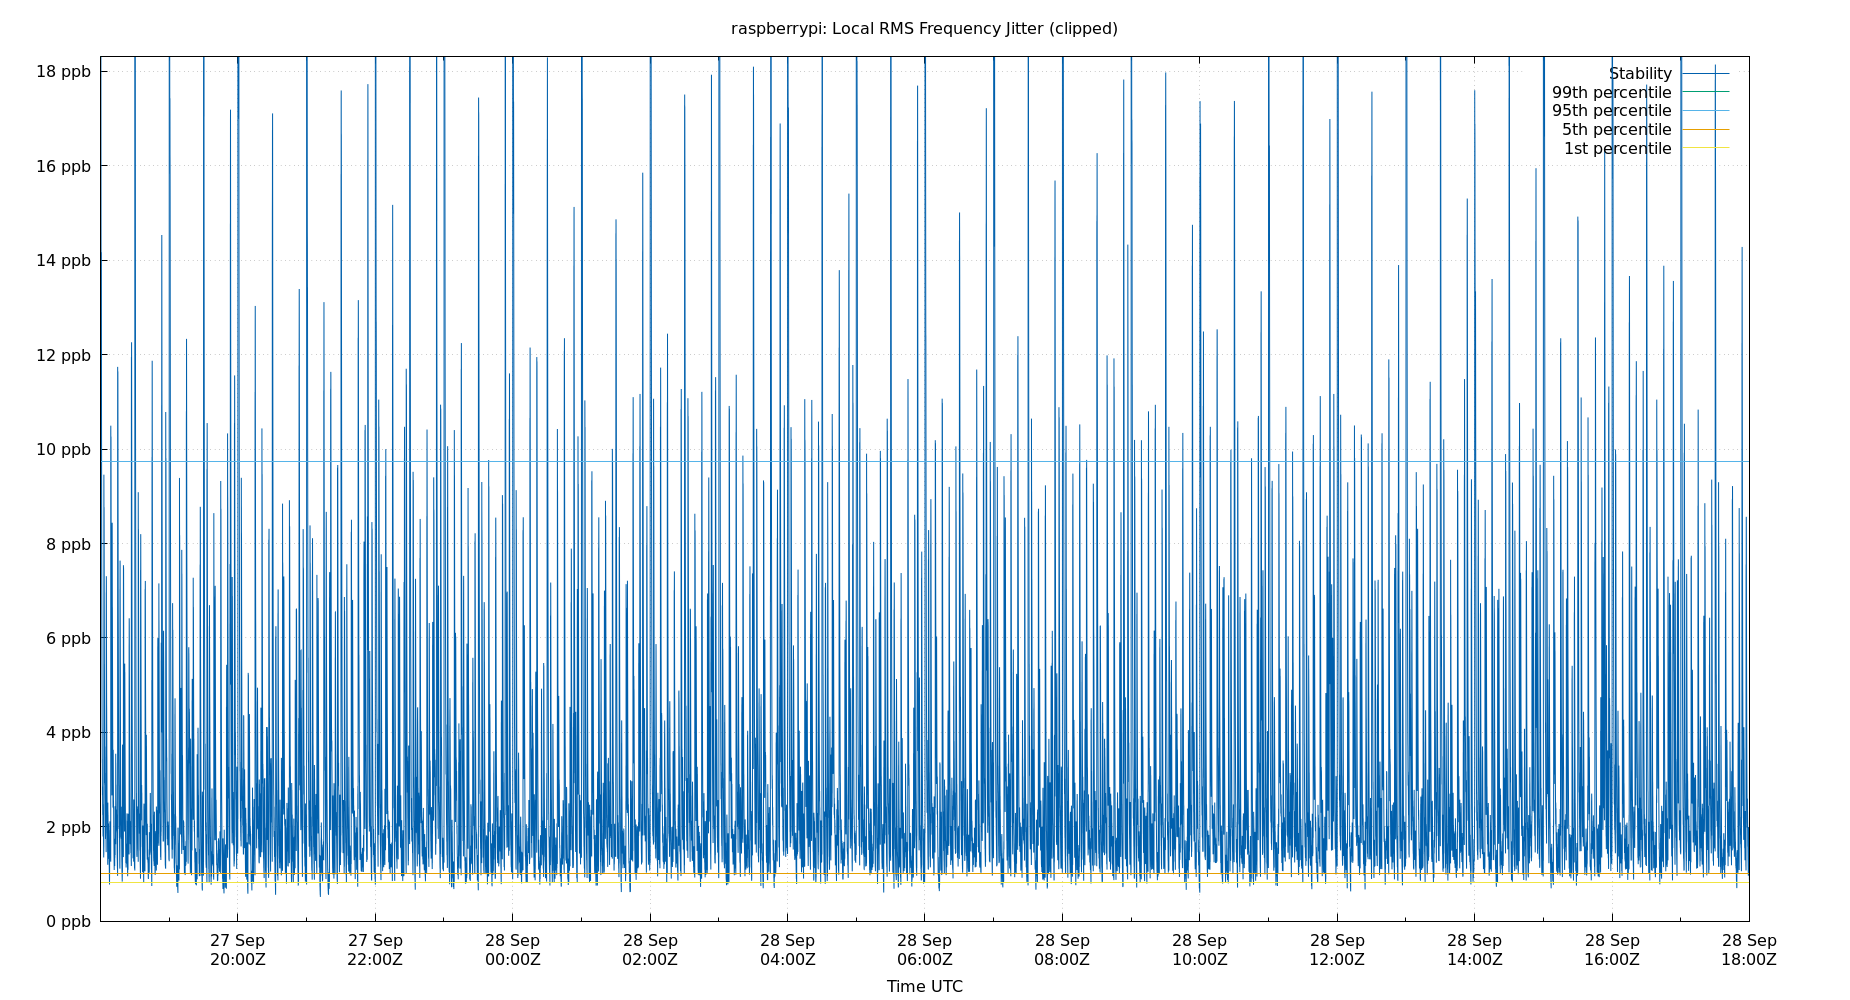 raspberrypi: Local RMS Frequency Jitter (clipped)
18 ppb
16 ppb
14 ppb
12 ppb
10 ppb
8 ppb
6 ppb
4 ppb
2 ppb
0 ppb
Stability
99th percentile
95th percentile
5th percentile
1st percentile
27 Sep 27 Sep 28 Sep 28 Sep 28 Sep 28 Sep 28 Sep 28 Sep 28 Sep 28 Sep 28 Sep 28 Sep
20:00Z 22:00Z 00:00Z 02:00Z 04:00Z 06:00Z 08:00Z 10:00Z 12:00Z 14:00Z 16:00Z 18:00Z
Time UTC